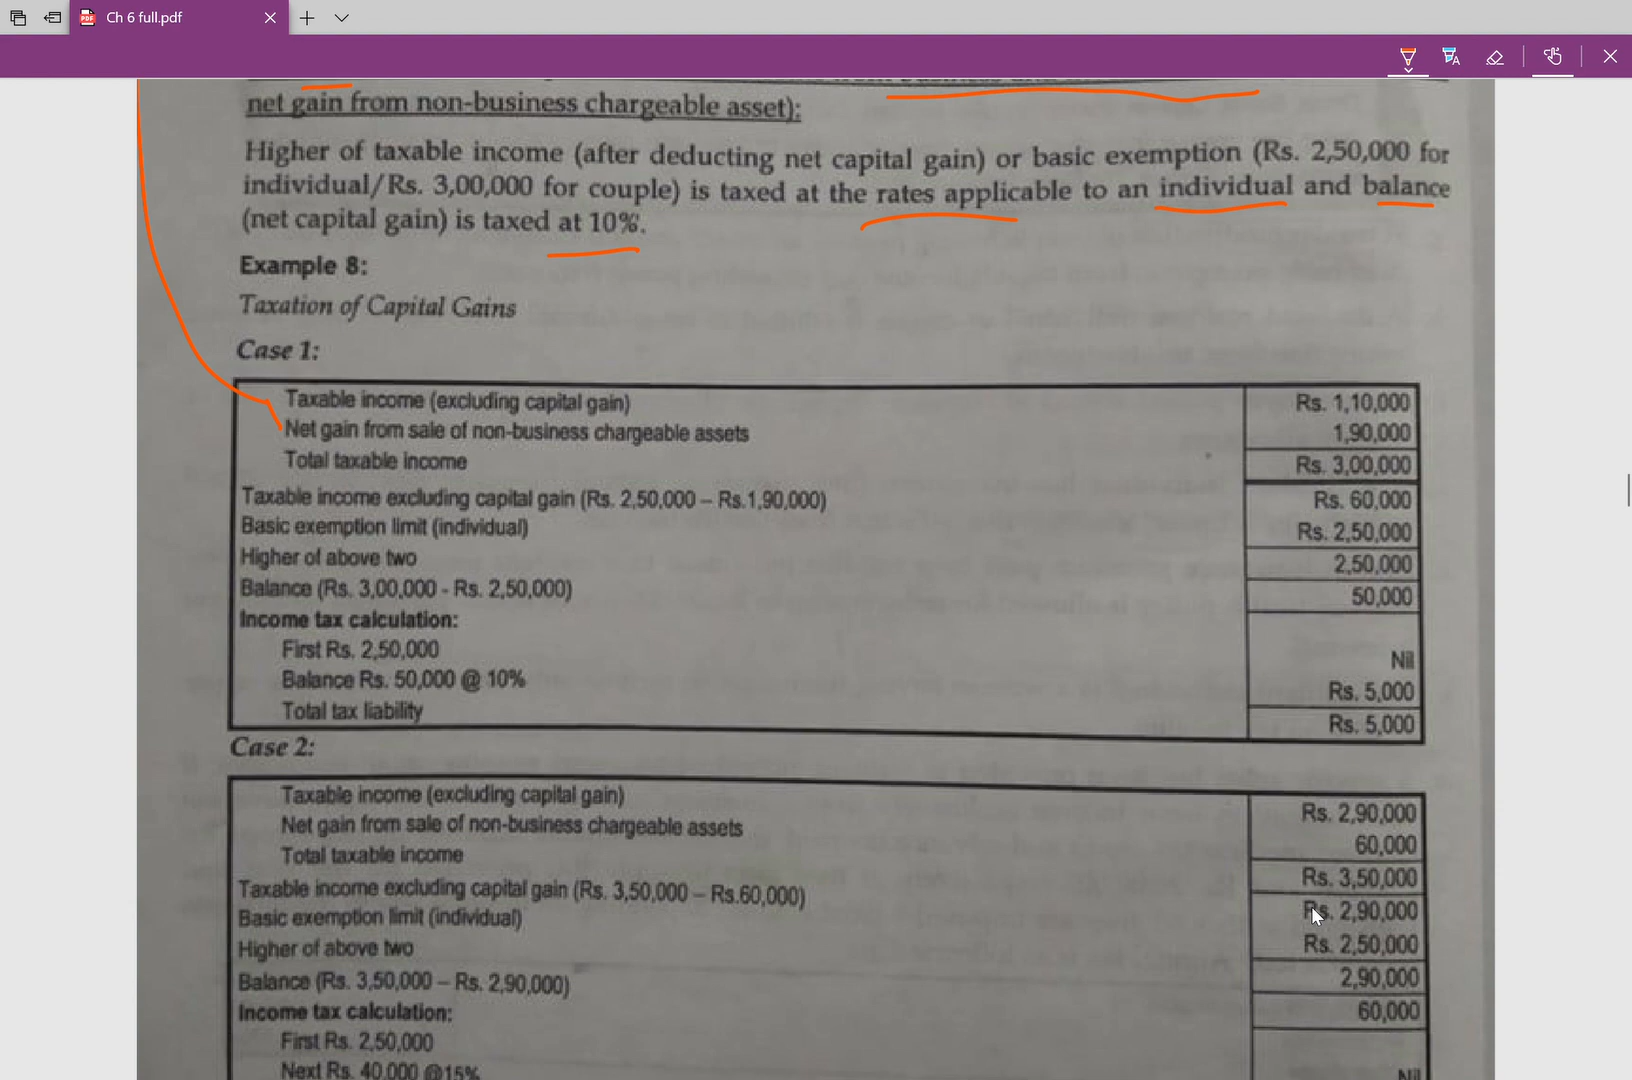 Ch 6 full.pdf
net gain from non-business chargeable asset):
Higher of taxable income (after deducting net capital gain) or basic exemption (Rs. 2,50,000 for
individual/Rs. 3,00,000 for couple) is taxed at the rates applicable to an individual and balance
(net capital gain) is taxed at 10%.
Example 8:
Taxation of Capital Gains
Case 1:
Taxable income (excluding capital gain) Rs. 1,10,000
Net gain from sale of non-business chargeable assets 1,90,000
Total taxable income Rs. 3,00,000
Taxable income excluding capital gain (Rs. 2,50,000 – Rs.1,90,000) Rs. 60,000
Basic exemption limit (individual) Rs. 2,50,000
Higher of above two 2,50,000
Balance (Rs. 3,00,000 - Rs. 2,50,000) 50,000
Income tax calculation:
First Rs. 2,50,000 Nil
Balance Rs. 50,000 @ 10% Rs. 5,000
Total tax liability Rs. 5,000
Case 2:
Taxable income (excluding capital gain) Rs. 2,90,000
Net gain from sale of non-business chargeable assets 60,000
Total taxable income Rs. 3,50,000
Taxable income excluding capital gain (Rs. 3,50,000 – Rs.60,000) Rs. 2,90,000
Basic exemption limit (individual) Rs. 2,50,000
Higher of above two 2,90,000
Balance (Rs. 3,50,000 – Rs. 2,90,000) 60,000
Income tax calculation:
First Rs. 2,50,000 Nil
Next Rs. 40,000 @15%